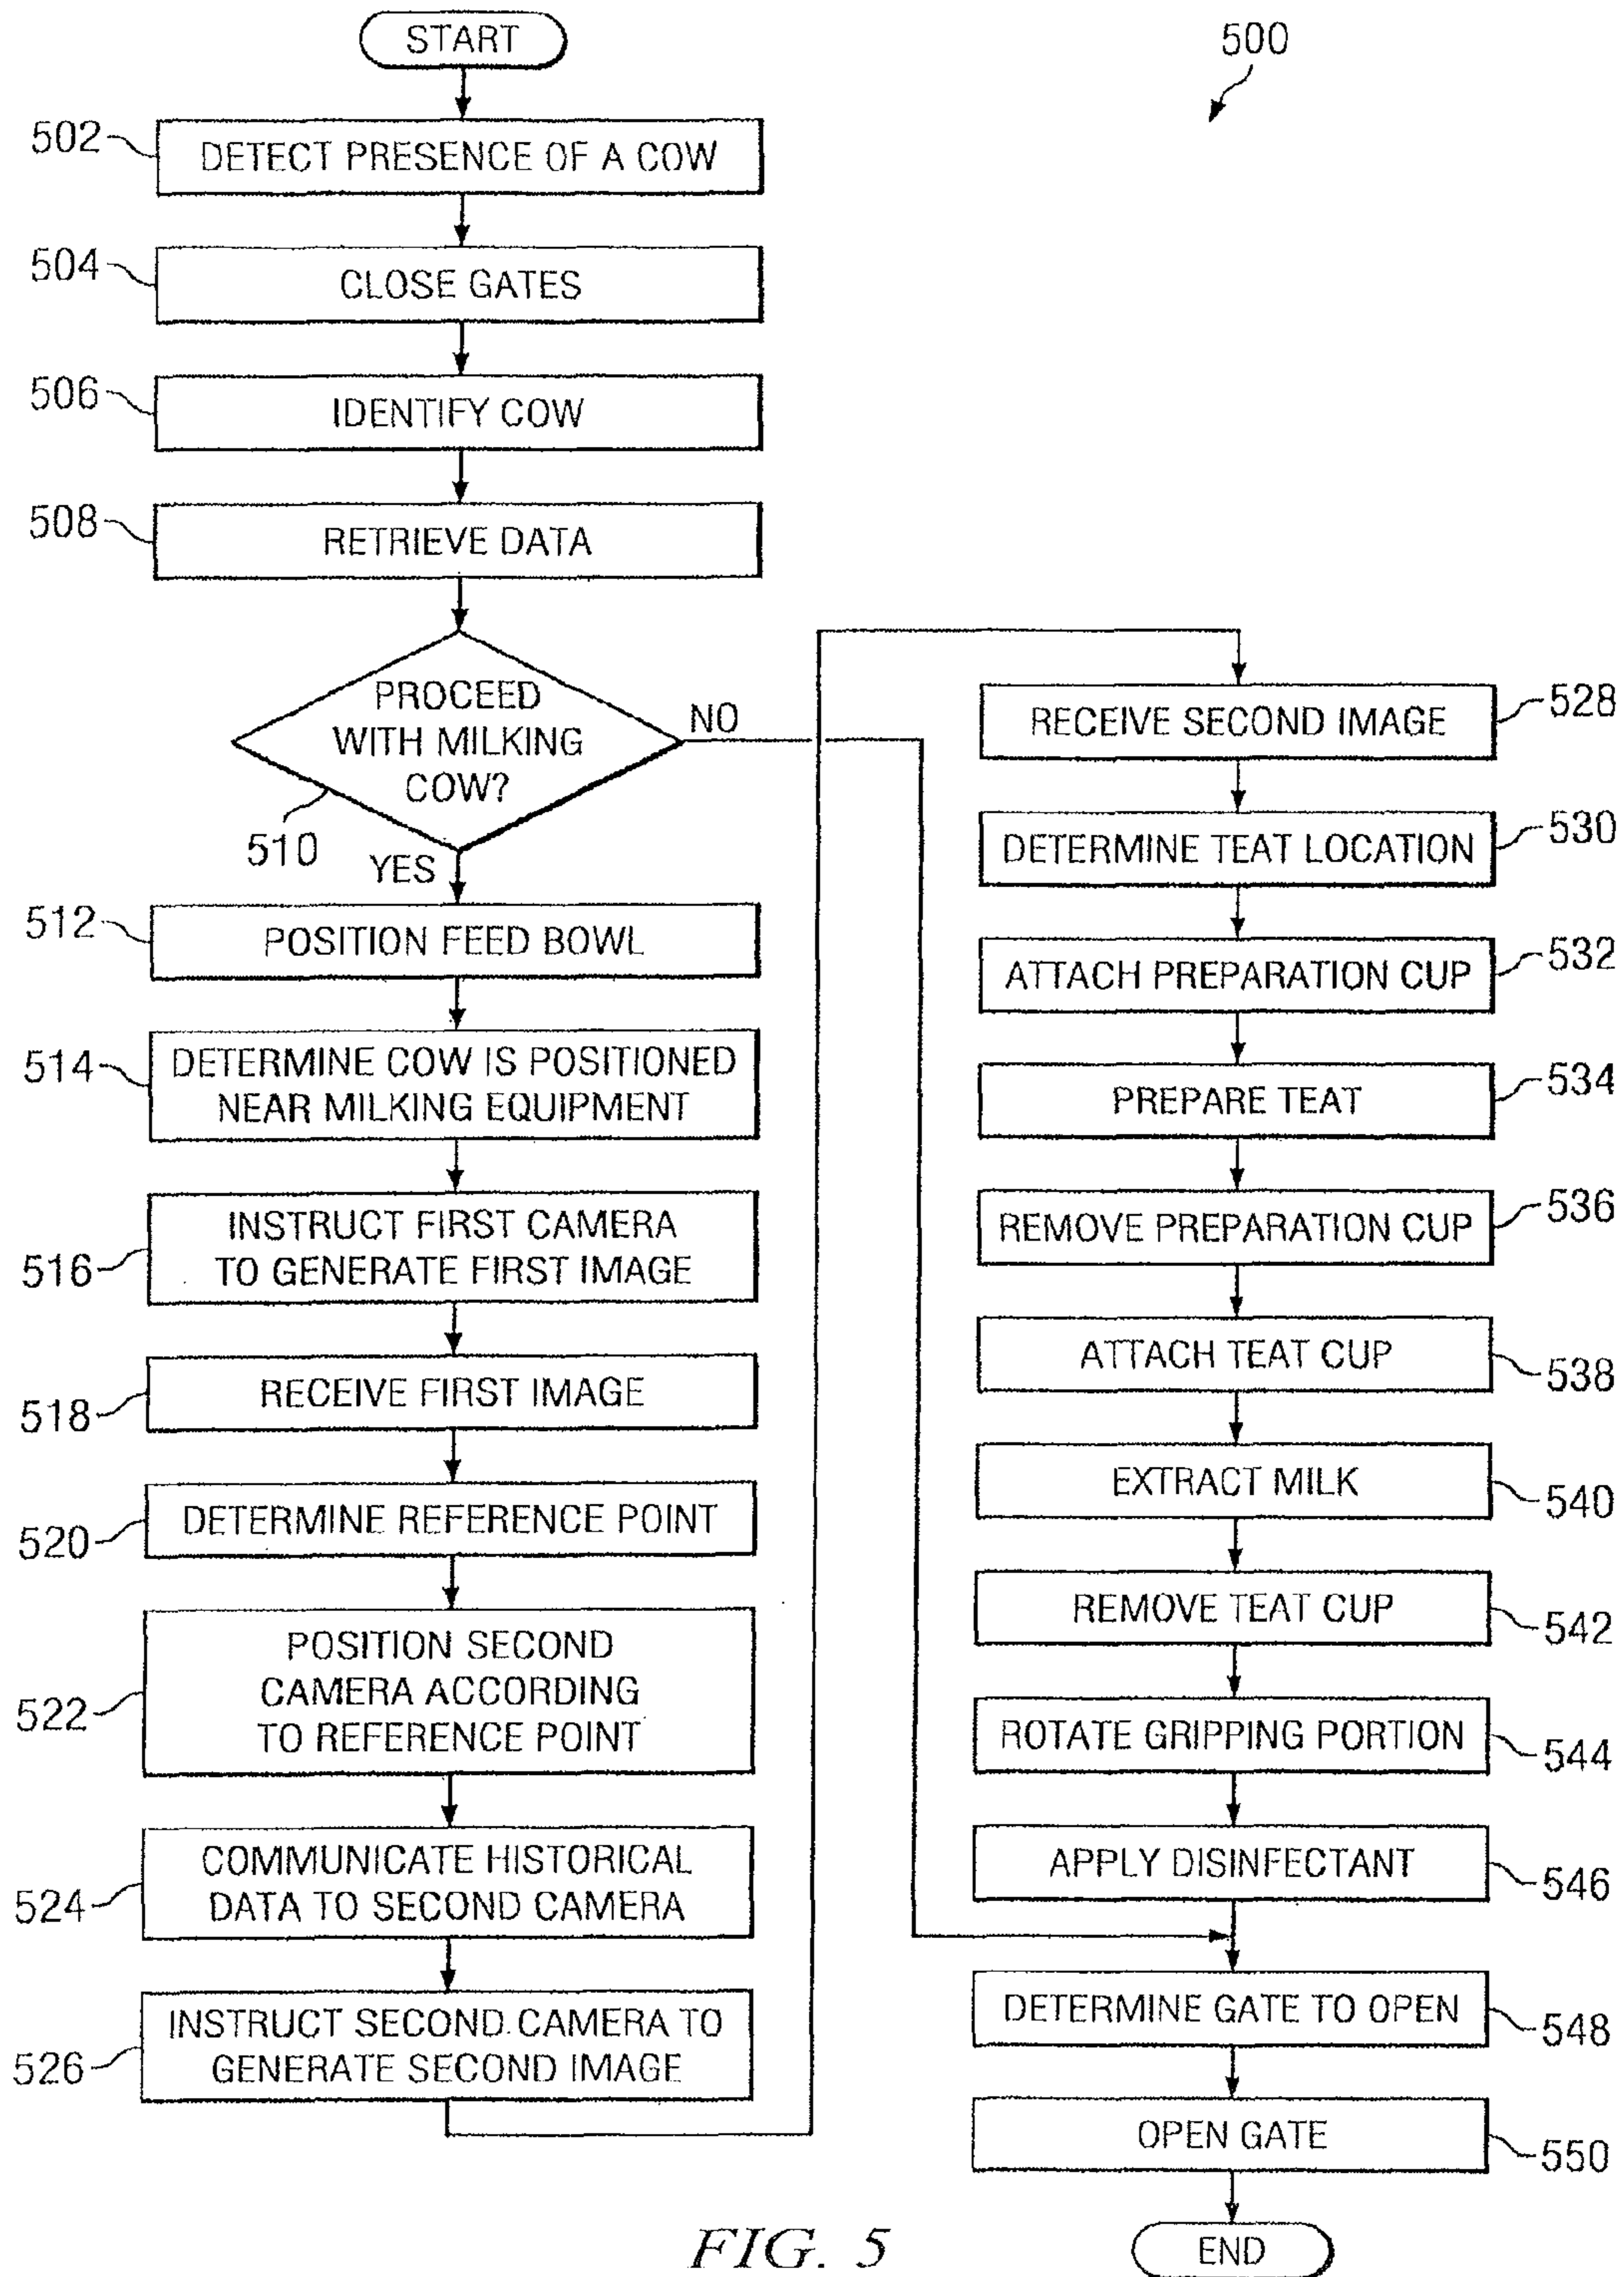 START
500
502
DETECT PRESENCE OF A COW
504
CLOSE GATES
506
IDENTIFY COW
508
RETRIEVE DATA
PROCEED
WITH MILKING
COW?
NO
510
YES
512
POSITION FEED BOWL
514
DETERMINE COW IS POSITIONED
NEAR MILKING EQUIPMENT
516
INSTRUCT FIRST CAMERA
TO GENERATE FIRST IMAGE
518
RECEIVE FIRST IMAGE
520
DETERMINE REFERENCE POINT
522
POSITION SECOND
CAMERA ACCORDING
TO REFERENCE POINT
524
COMMUNICATE HISTORICAL
DATA TO SECOND CAMERA
526
INSTRUCT SECOND CAMERA TO
GENERATE SECOND IMAGE
RECEIVE SECOND IMAGE
528
DETERMINE TEAT LOCATION
530
ATTACH PREPARATION CUP
532
PREPARE TEAT
534
REMOVE PREPARATION CUP
536
ATTACH TEAT CUP
538
EXTRACT MILK
540
REMOVE TEAT CUP
542
ROTATE GRIPPING PORTION
544
APPLY DISINFECTANT
546
DETERMINE GATE TO OPEN
548
OPEN GATE
550
END
FIG. 5